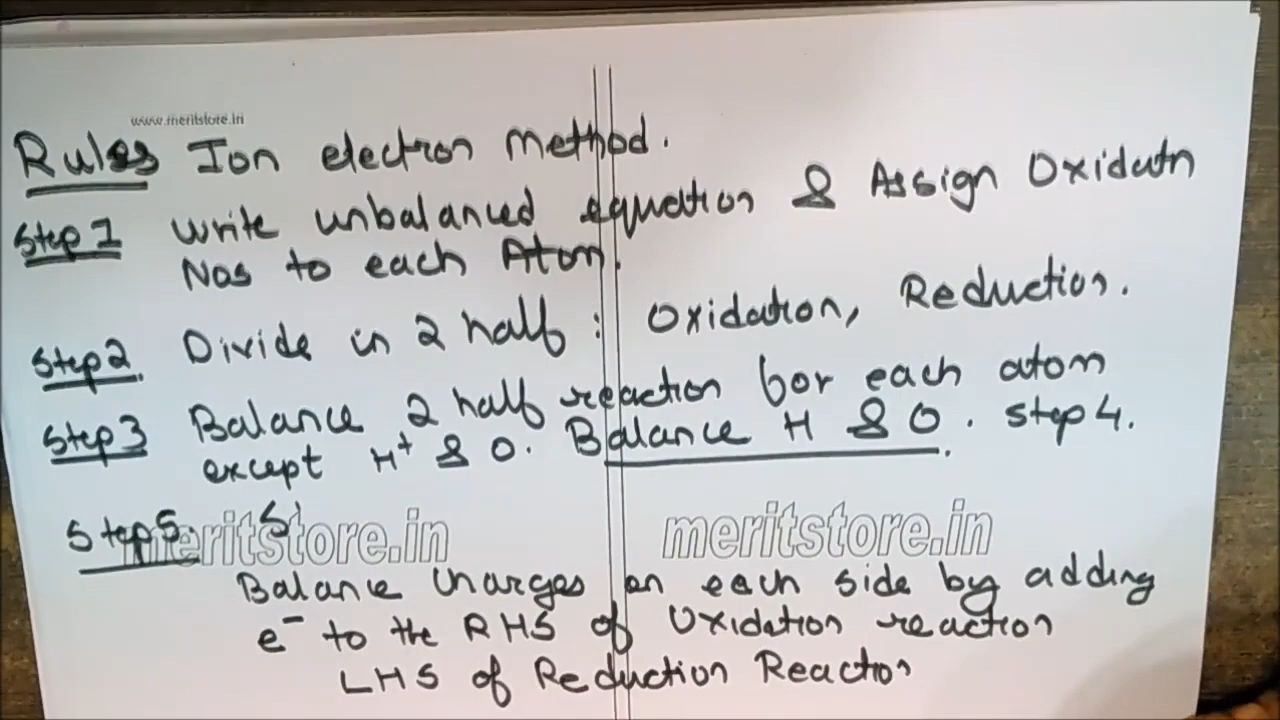 www.meritstore.in
Rules Ion electron Method.
Step 1 Write unbalanced equation & Assign Oxidatn
Nos to each Atom.
Step 2 Divide in 2 half : Oxidation, Reduction.
Step 3 Balance 2 half reaction for each atom
except H+ & O. Balance H & O. Step 4.
Step 5. S
meritstore.in meritstore.in
Balance Charges on each side by adding
e⁻ to the RHS of Oxidation reaction
LHS of Reduction Reaction